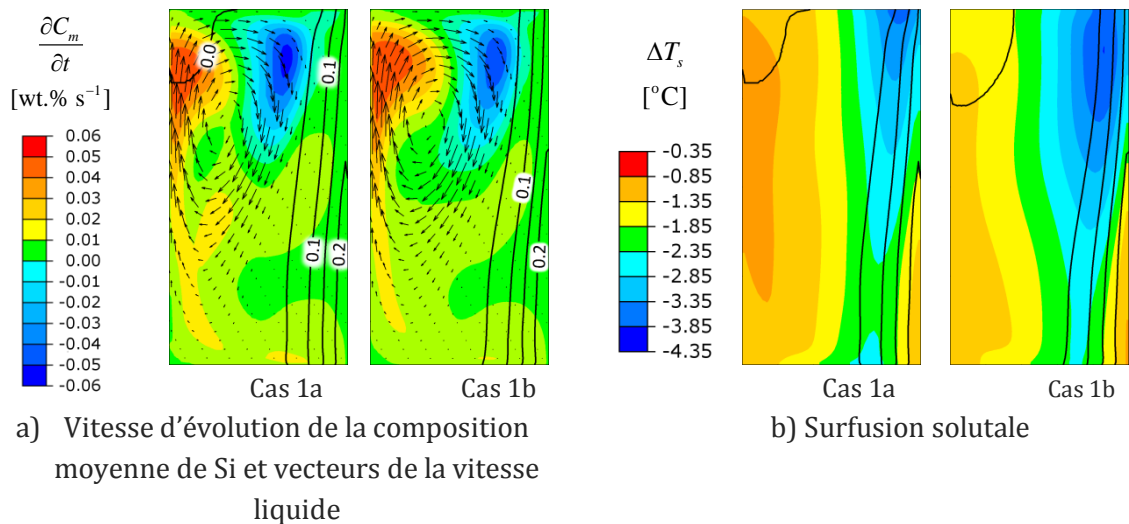 ∂Cm
∂t
[wt.% s⁻¹]
0.06
0.05
0.04
0.03
0.02
0.01
0.00
-0.01
-0.02
-0.03
-0.04
-0.05
-0.06
0.0
0.1
0.1
0.2
Cas 1a
0.1
0.2
Cas 1b
a) Vitesse d’évolution de la composition
moyenne de Si et vecteurs de la vitesse
liquide
ΔTs
[°C]
-0.35
-0.85
-1.35
-1.85
-2.35
-2.85
-3.35
-3.85
-4.35
Cas 1a
Cas 1b
b) Surfusion solutale